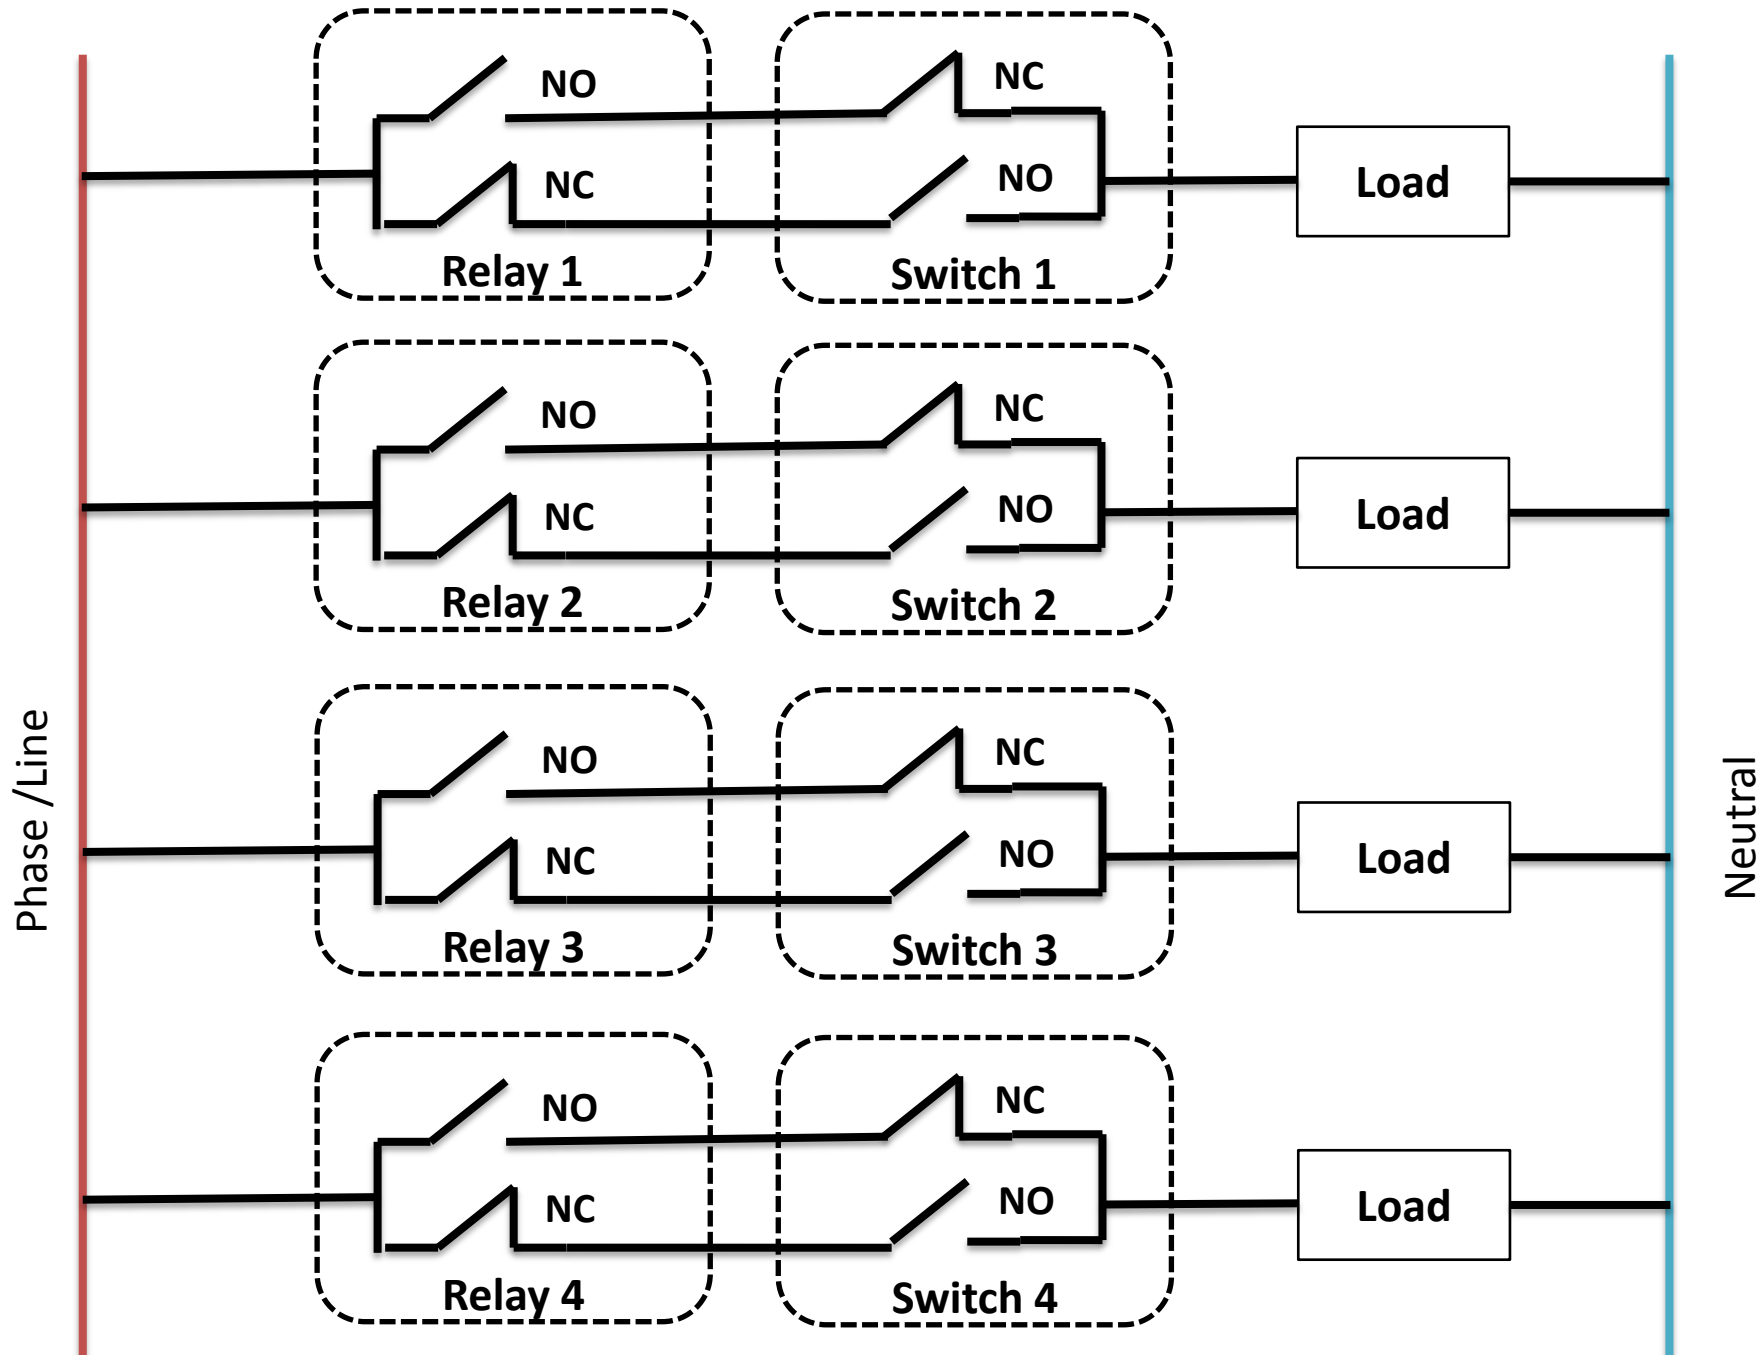 NO
NC
NC
NO
Load
Relay 1
Switch 1
NO
NC
NC
NO
Load
Relay 2
Switch 2
Phase /Line
Neutral
NO
NC
NC
NO
Load
Relay 3
Switch 3
NO
NC
NC
NO
Load
Relay 4
Switch 4